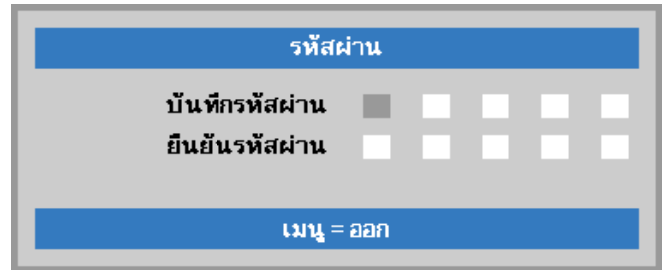 รหัสผ่าน
บันทึกรหัสผ่าน
ยืนยันรหัสผ่าน
เมนู = ออก